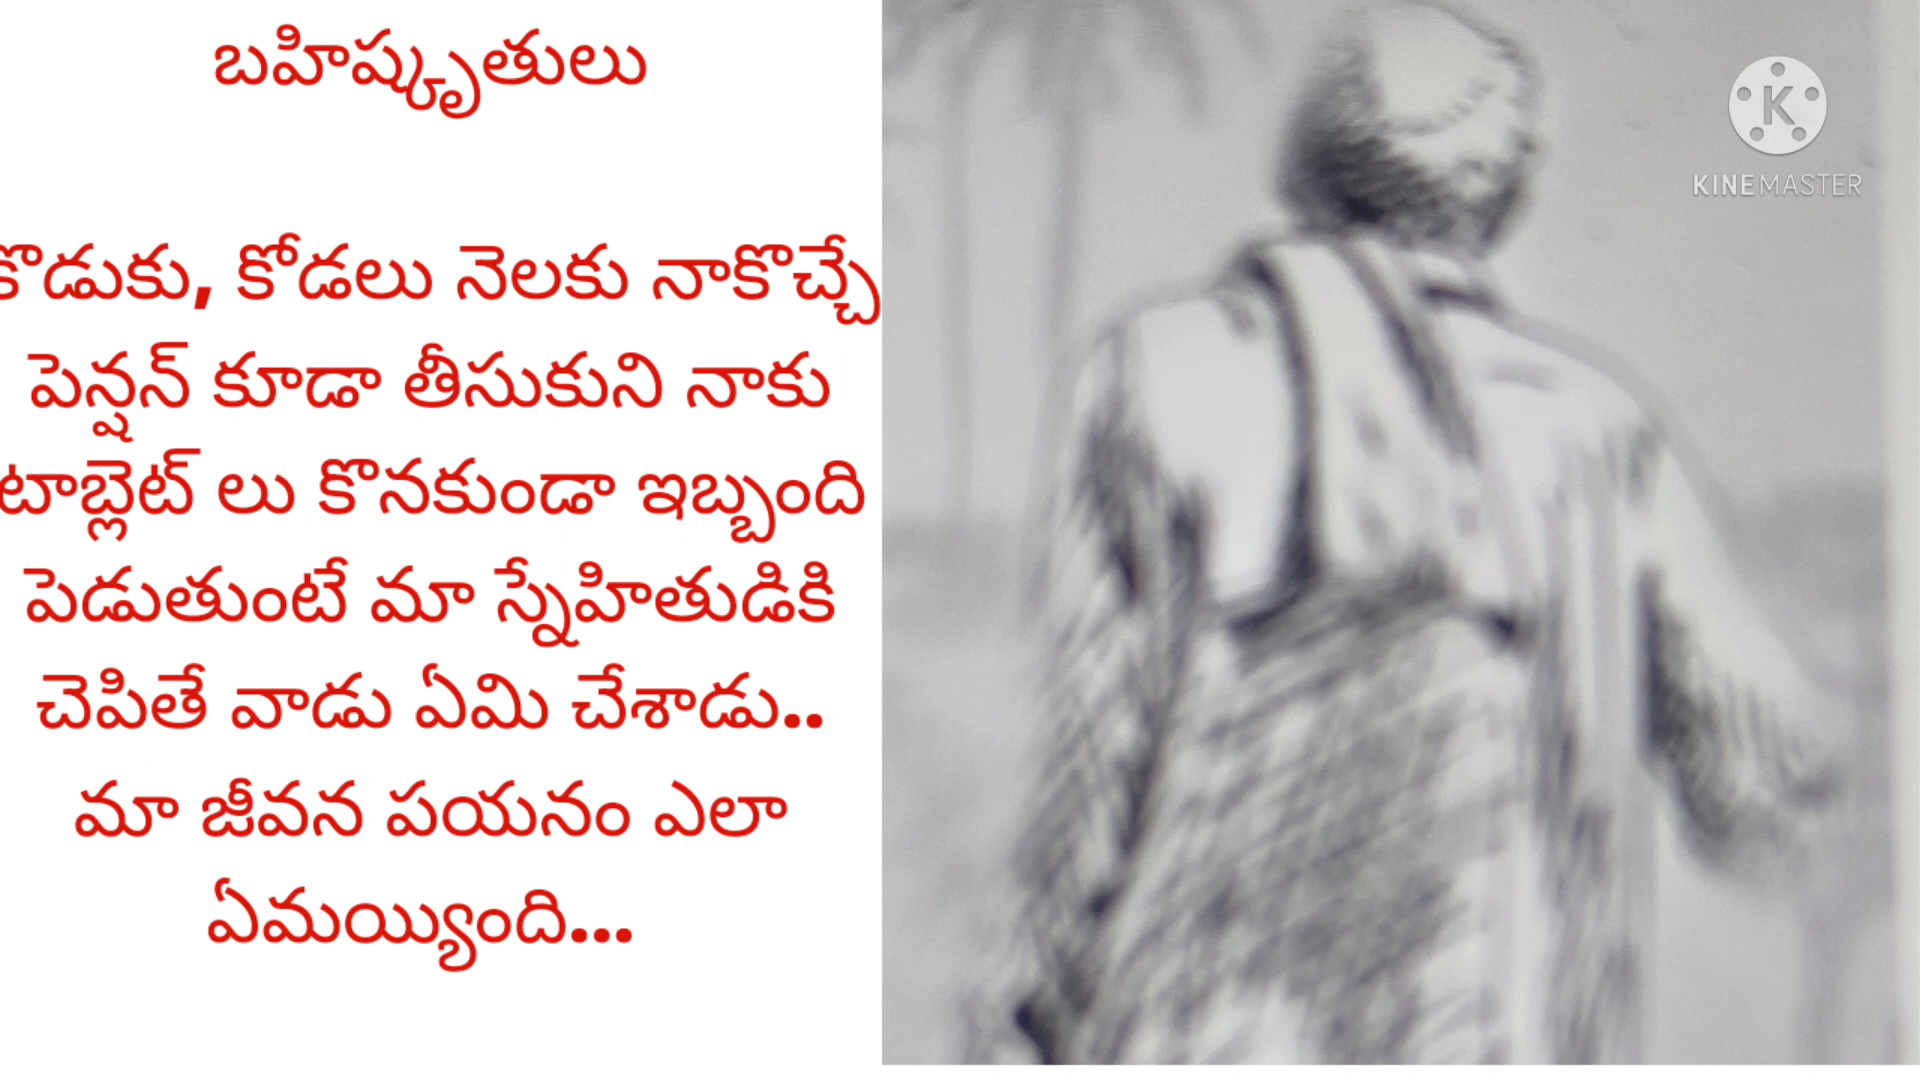 బహిష్కృతులు
కొడుకు, కోడలు నెలకు నాకొచ్చే
పెన్షన్ కూడా తీసుకుని నాకు
టాబ్లెట్ లు కొనకుండా ఇబ్బంది
పెడుతుంటే మా స్నేహితుడికి
చెపితే వాడు ఏమి చేశాడు..
మా జీవన పయనం ఎలా
ఏమయ్యింది...
K
KINEMASTER